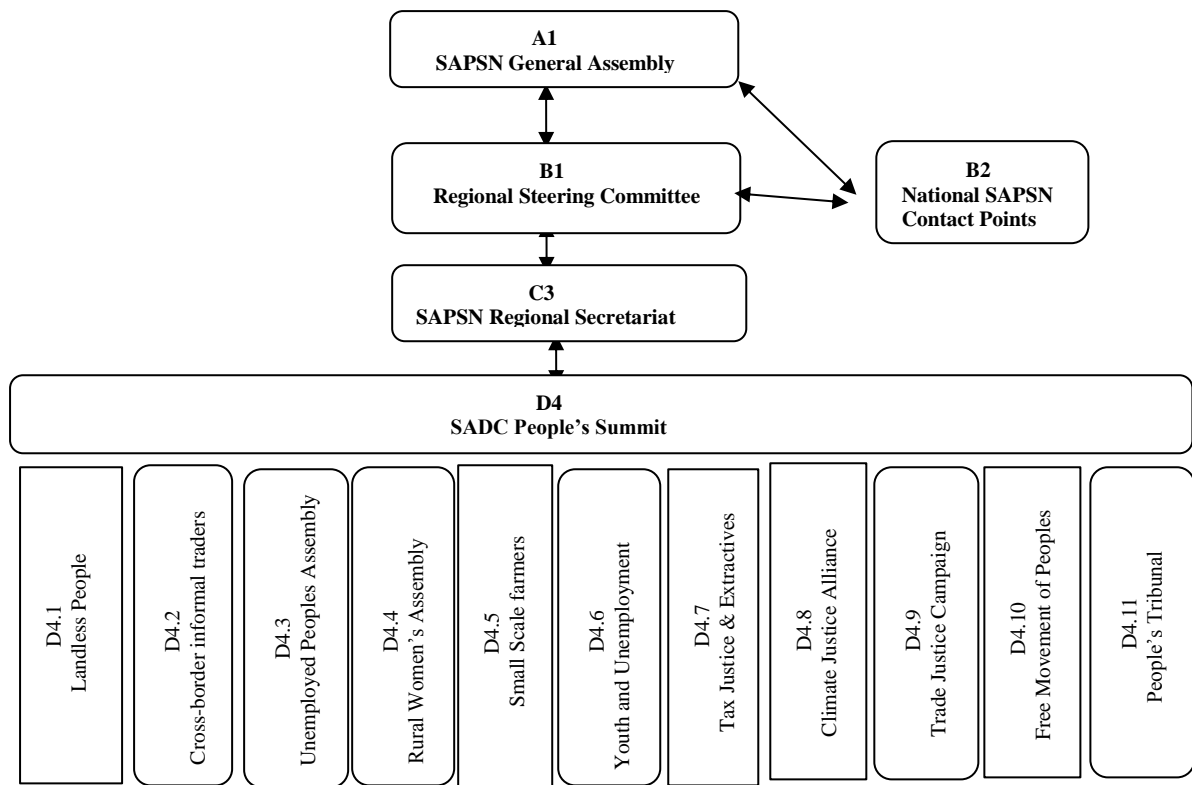 A1
SAPSN General Assembly
B1
Regional Steering Committee
B2
National SAPSN
Contact Points
C3
SAPSN Regional Secretariat
D4
SADC People’s Summit
D4.1
Landless People
D4.2
Cross-border informal traders
D4.3
Unemployed Peoples Assembly
D4.4
Rural Women’s Assembly
D4.5
Small Scale farmers
D4.6
Youth and Unemployment
D4.7
Tax Justice & Extractives
D4.8
Climate Justice Alliance
D4.9
Trade Justice Campaign
D4.10
Free Movement of Peoples
D4.11
People’s Tribunal